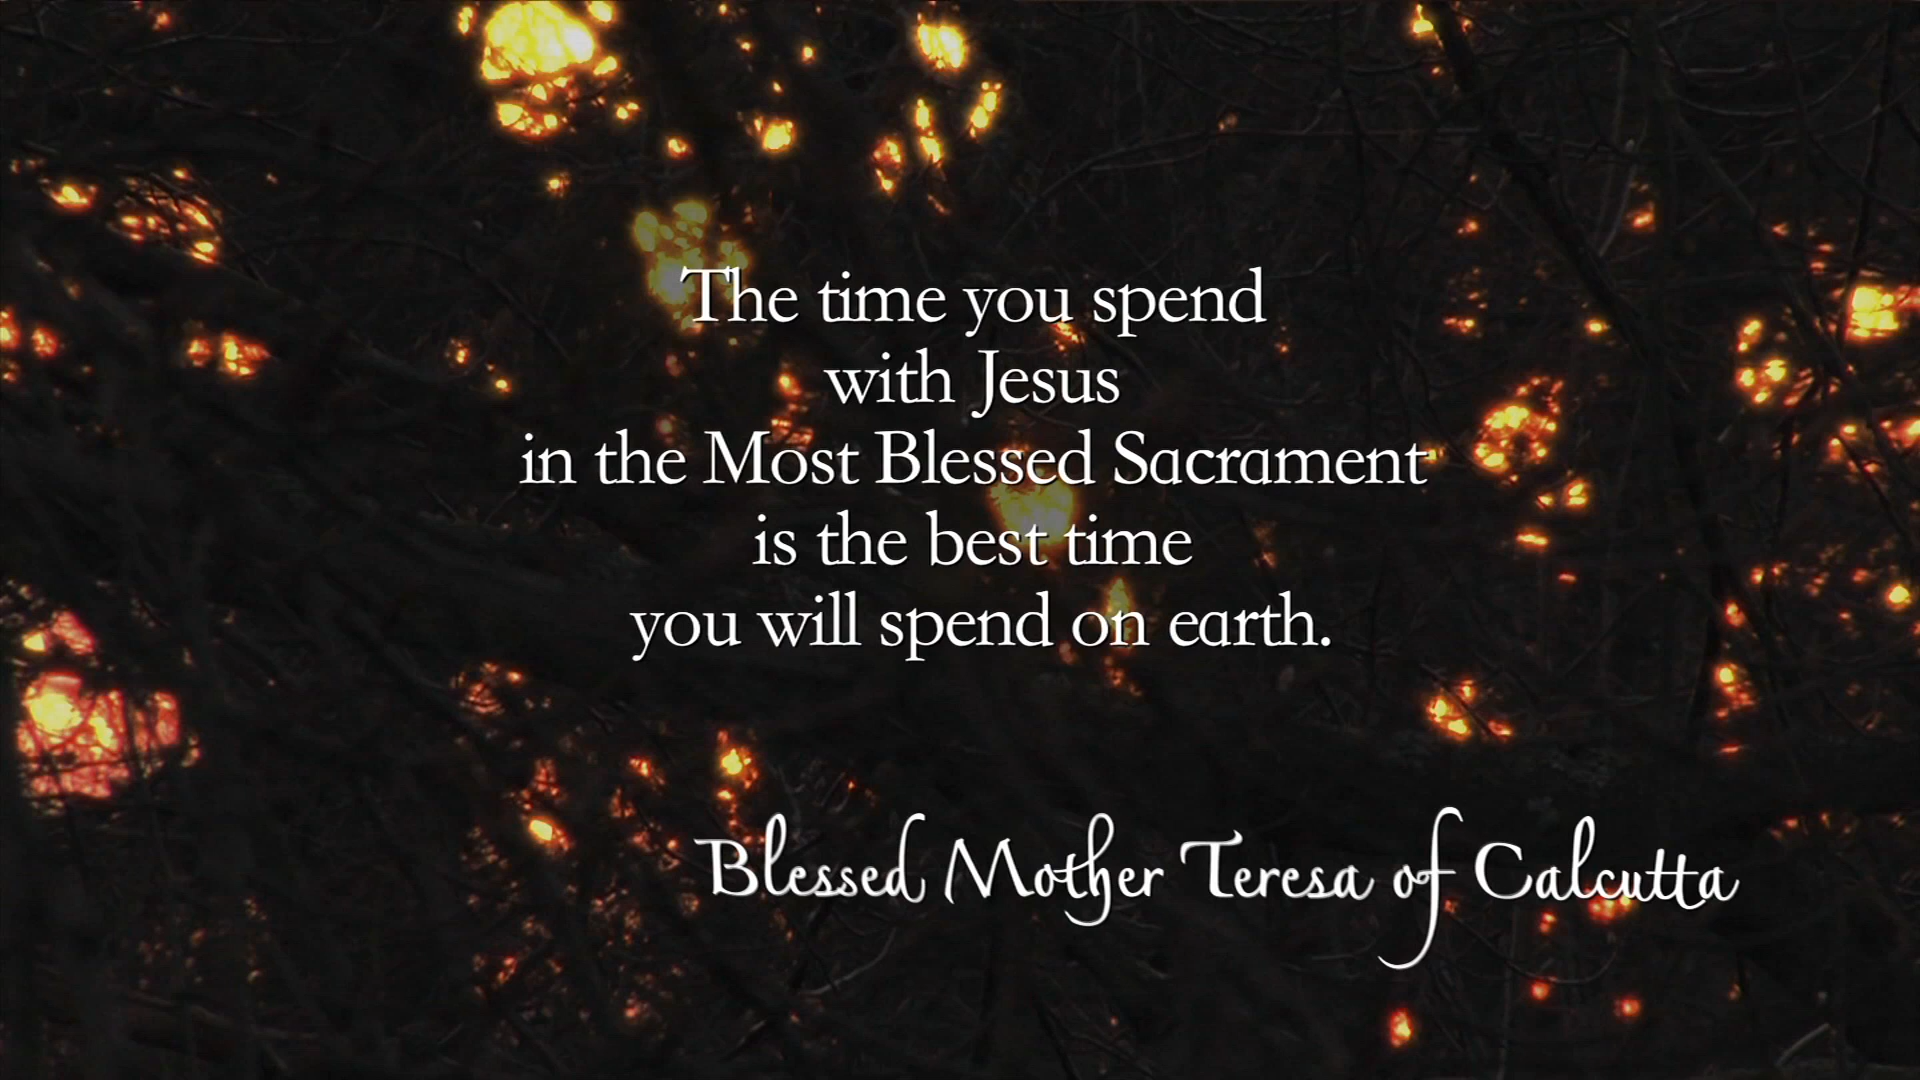 The time you spend
with Jesus
in the Most Blessed Sacrament
is the best time
you will spend on earth.
Blessed Mother Teresa of Calcutta